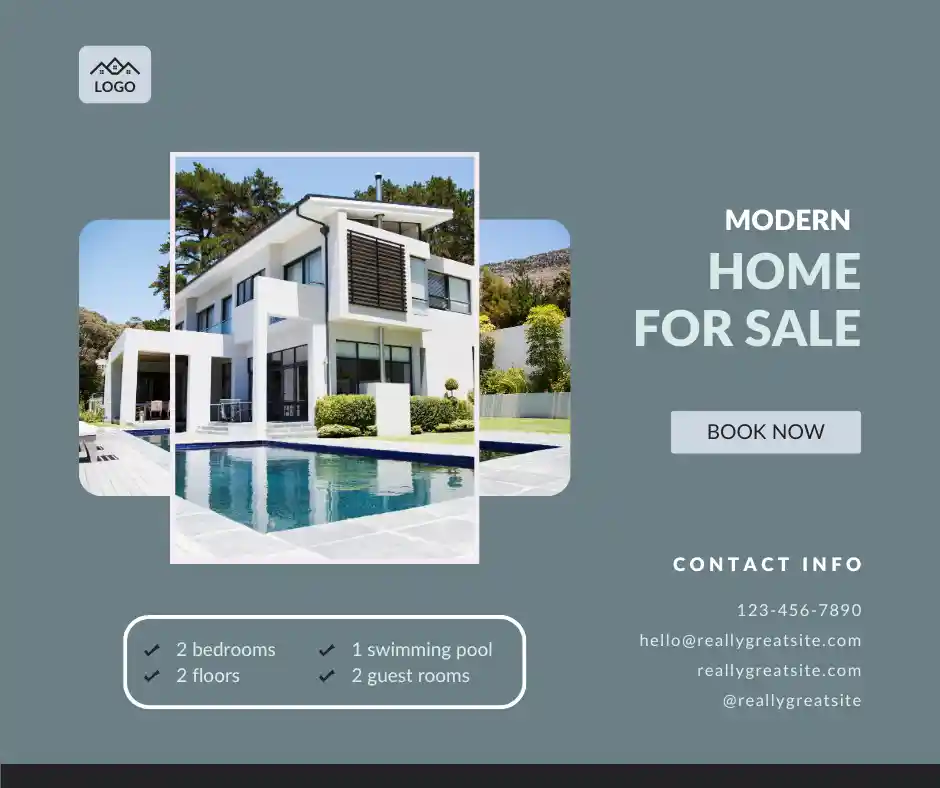 LOGO
MODERN
HOME
FOR SALE
BOOK NOW
CONTACT INFO
123-456-7890
hello@reallygreatsite.com
reallygreatsite.com
@reallygreatsite
2 bedrooms
2 floors
1 swimming pool
2 guest rooms